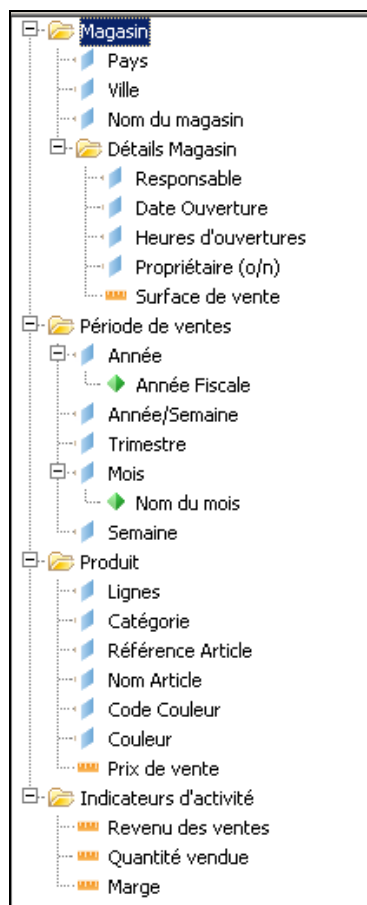 Magasin
Pays
Ville
Nom du magasin
Détails Magasin
Responsable
Date Ouverture
Heures d'ouvertures
Propriétaire (o/n)
Surface de vente
Période de ventes
Année
Année Fiscale
Année/Semaine
Trimestre
Mois
Nom du mois
Semaine
Produit
Lignes
Catégorie
Référence Article
Nom Article
Code Couleur
Couleur
Prix de vente
Indicateurs d'activité
Revenu des ventes
Quantité vendue
Marge